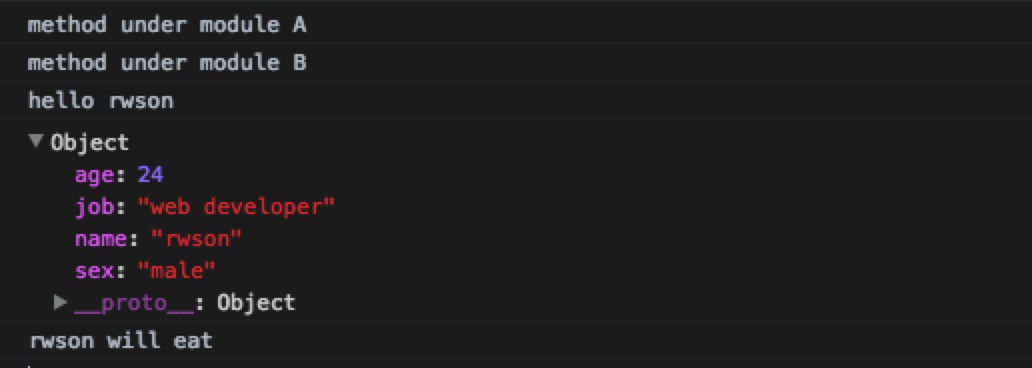 method under module A
method under module B
hello rwson
Object
age: 24
job: "web developer"
name: "rwson"
sex: "male"
__proto__: Object
rwson will eat